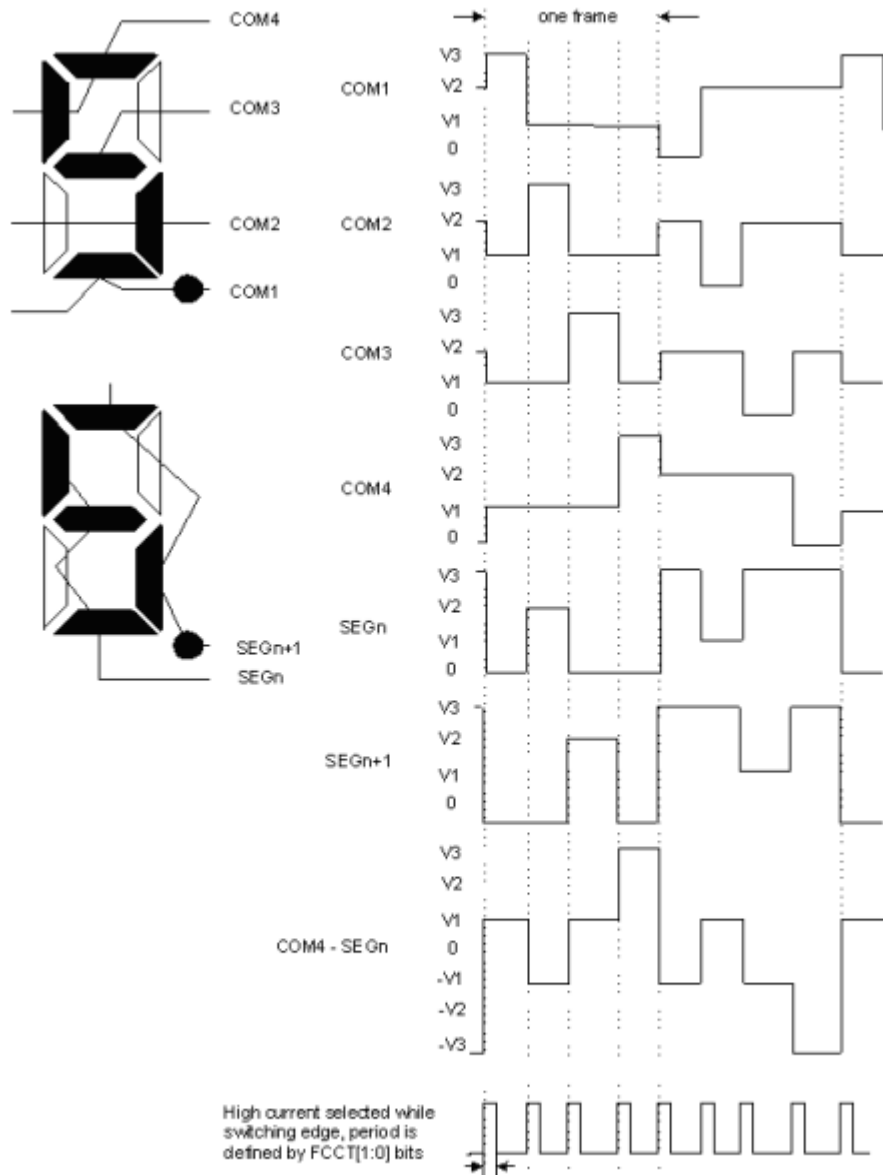 COM4
COM3
COM2
COM1
SEGn+1
SEGn
one frame
COM1
V3
V2
V1
0
COM2
V3
V2
V1
0
COM3
V3
V2
V1
0
COM4
V3
V2
V1
0
SEGn
V3
V2
V1
0
SEGn+1
V3
V2
V1
0
COM4 - SEGn
V3
V2
V1
0
-V1
-V2
-V3
High current selected while
switching edge, period is
defined by FCCT[1:0] bits